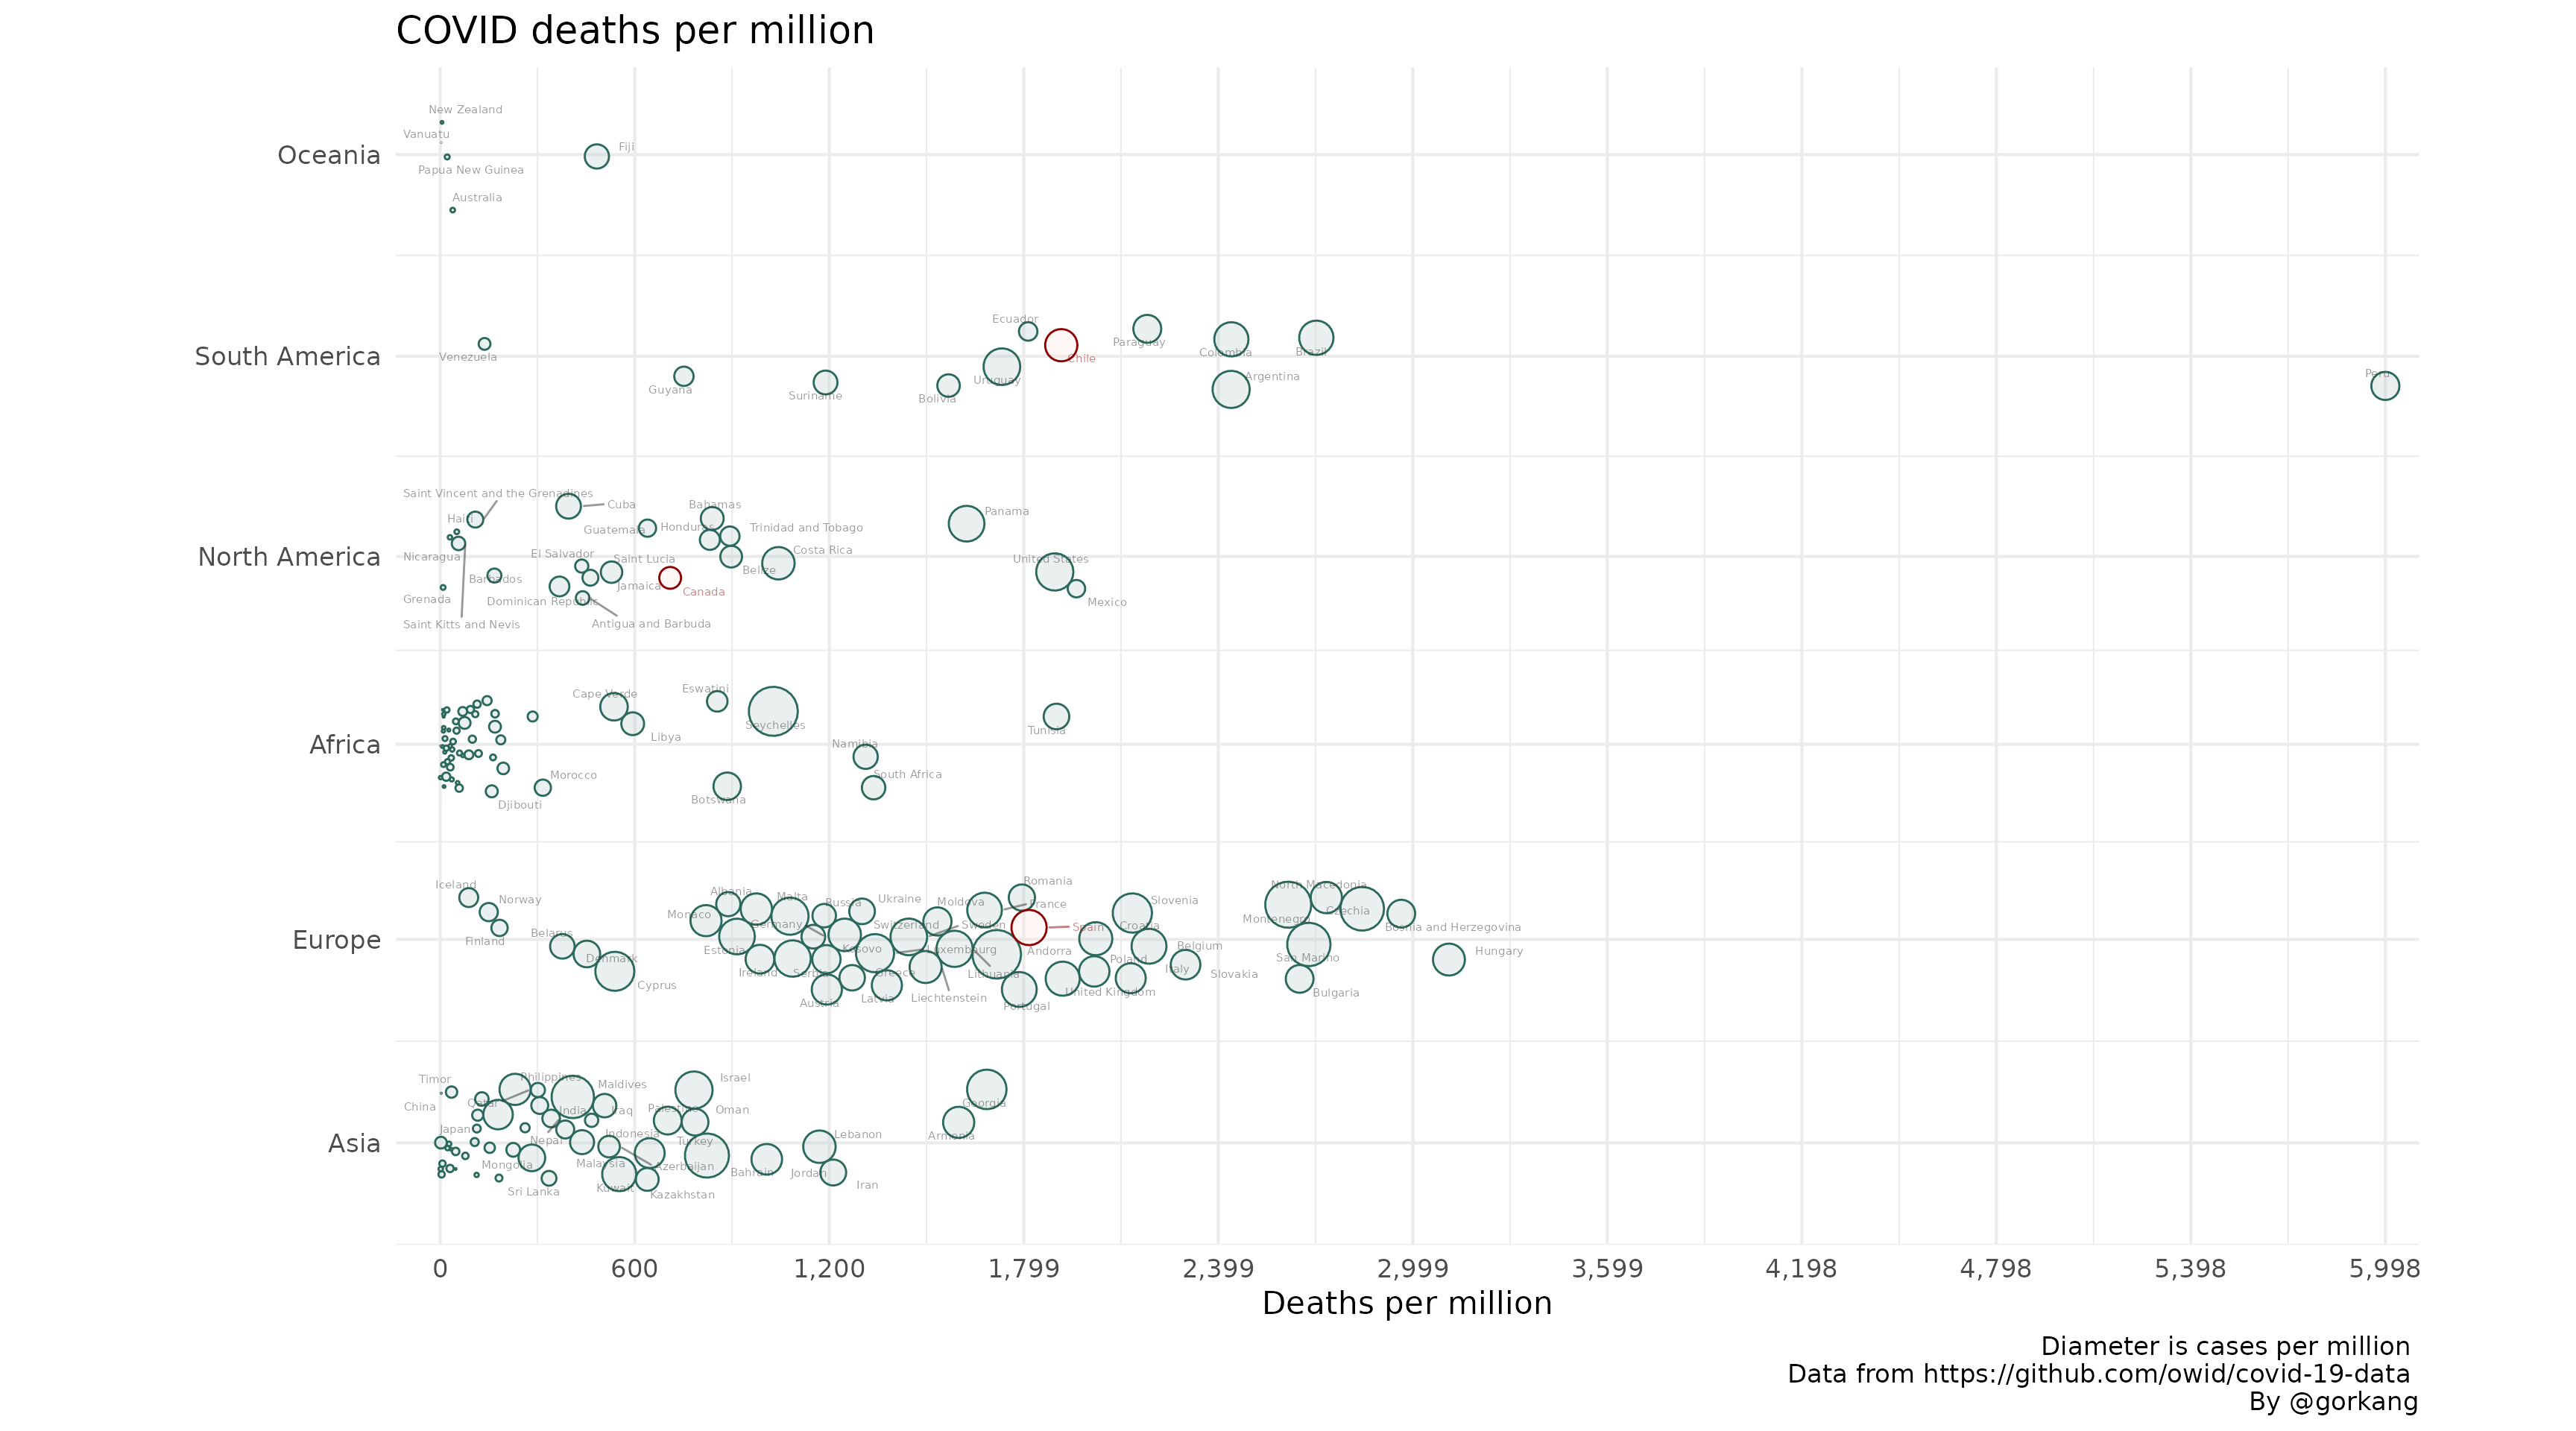 COVID deaths per million
Oceania
New Zealand
Vanuatu
Fiji
Papua New Guinea
Australia
South America
Ecuador
Paraguay
Chile
Colombia
Brazil
Venezuela
Peru
Argentina
Uruguay
Guyana
Suriname
Bolivia
North America
Saint Vincent and the Grenadines
Cuba
Bahamas
Panama
Haiti
Guatemala
Honduras
Trinidad and Tobago
El Salvador
Costa Rica
Nicaragua
Saint Lucia
United States
Belize
Barbados
Jamaica
Canada
Grenada
Dominican Republic
Mexico
Saint Kitts and Nevis
Antigua and Barbuda
Africa
Cape Verde
Eswatini
Seychelles
Libya
Tunisia
Namibia
Morocco
South Africa
Djibouti
Botswana
Europe
Iceland
Albania
Malta
Romania
North Macedonia
Norway
Russia
Ukraine
Moldova
France
Slovenia
Monaco
Czechia
Montenegro
Germany
Switzerland
Sweden
Spain
Croatia
Bosnia and Herzegovina
Belarus
Finland
Estonia
Kosovo
Luxembourg
Andorra
Belgium
Hungary
Denmark
Poland
San Marino
Ireland
Serbia
Greece
Lithuania
Italy
Slovakia
Cyprus
Austria
Latvia
Liechtenstein
Portugal
United Kingdom
Bulgaria
Asia
Timor
Philippines
Maldives
Israel
China
Qatar
India
Iraq
Palestine
Oman
Georgia
Japan
Nepal
Indonesia
Turkey
Lebanon
Armenia
Mongolia
Malaysia
Azerbaijan
Bahrain
Jordan
Sri Lanka
Kuwait
Kazakhstan
Iran
0 600 1,200 1,799 2,399 2,999 3,599 4,198 4,798 5,398 5,998
Deaths per million
Diameter is cases per million
Data from https://github.com/owid/covid-19-data
By @gorkang